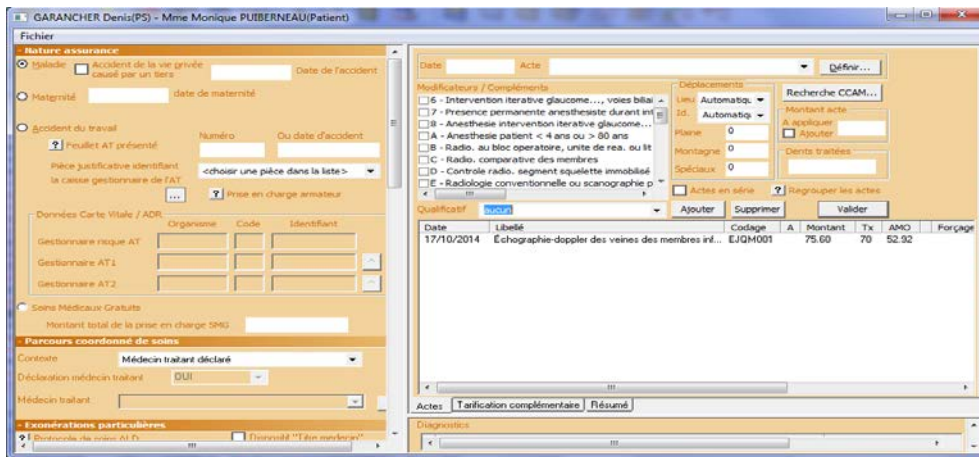 GARANCHER Denis(PS) - Mme Monique PUIBERNEAU(Patient)
Fichier
- Nature assurance
Maladie
Accident de la vie privée causé par un tiers
Date de l'accident
Maternité
date de maternité
Accident du travail
? Feuillet AT présenté
Numéro
Ou date d'accident
Pièce justificative identifiant
la caisse gestionnaire de l'AT
<choisir une pièce dans la liste>
...
? Prise en charge armateur
Données Carte Vitale / ADR
Organisme Code Identifiant
Gestionnaire risque AT
Gestionnaire AT1
Gestionnaire AT2
Soins Médicaux Gratuits
Montant total de la prise en charge SMG
- Parcours coordonné de soins
Contexte Médecin traitant déclaré
Déclaration médecin traitant OUI
Médecin traitant
- Exonérations particulières
? Protocole de soins ALD
Dispositif "Titre medecin"
Date
Acte
Définir...
Modificateurs / Compléments
6 - Intervention iterative glaucome..., voies biliai
7 - Presence permanente anesthesiste durant int
8 - Anesthesie intervention iterative glaucome...
A - Anesthesie patient < 4 ans ou > 80 ans
B - Radio. au bloc operatoire, unite de rea. ou lit
C - Radio. comparative des membres
D - Controle radio. segment squelette immobilisé
E - Radiologie conventionelle ou scanographie p
Déplacements
Lieu Automatiqu
Id. Automatiqu
Plaine 0
Montagne 0
Spéciaux 0
Recherche CCAM...
Montant acte
A appliquer
Ajouter
Dents traitées
Actes en série
? Regrouper les actes
Qualificatif aucun
Ajouter
Supprimer
Valider
Date Libellé Codage A Montant Tx AMO Forçage
17/10/2014 Échographie-doppler des veines des membres inf... EJQM001 75.60 70 52.92
Actes
Tarification complémentaire
Résumé
Diagnostics